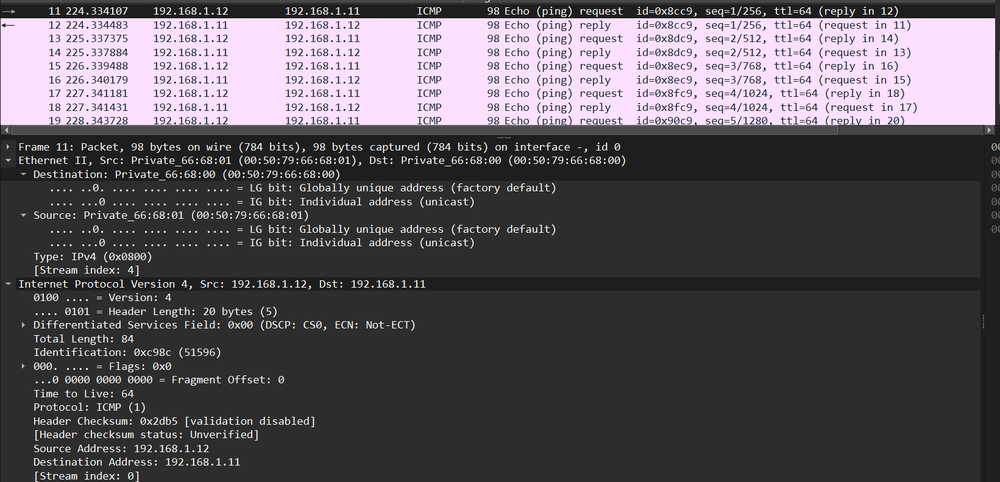 11 224.334107 192.168.1.12 192.168.1.11 ICMP 98 Echo (ping) request id=0x8cc9, seq=1/256, ttl=64 (reply in 12)
12 224.334483 192.168.1.11 192.168.1.12 ICMP 98 Echo (ping) reply id=0x8cc9, seq=1/256, ttl=64 (request in 11)
13 225.337375 192.168.1.12 192.168.1.11 ICMP 98 Echo (ping) request id=0x8dc9, seq=2/512, ttl=64 (reply in 14)
14 225.337884 192.168.1.11 192.168.1.12 ICMP 98 Echo (ping) reply id=0x8dc9, seq=2/512, ttl=64 (request in 13)
15 226.339488 192.168.1.12 192.168.1.11 ICMP 98 Echo (ping) request id=0x8ec9, seq=3/768, ttl=64 (reply in 16)
16 226.340179 192.168.1.11 192.168.1.12 ICMP 98 Echo (ping) reply id=0x8ec9, seq=3/768, ttl=64 (request in 15)
17 227.341181 192.168.1.12 192.168.1.11 ICMP 98 Echo (ping) request id=0x8fc9, seq=4/1024, ttl=64 (reply in 18)
18 227.341431 192.168.1.11 192.168.1.12 ICMP 98 Echo (ping) reply id=0x8fc9, seq=4/1024, ttl=64 (request in 17)
19 228.343728 192.168.1.12 192.168.1.11 ICMP 98 Echo (ping) request id=0x90c9, seq=5/1280, ttl=64 (reply in 20)
Frame 11: Packet, 98 bytes on wire (784 bits), 98 bytes captured (784 bits) on interface -, id 0
Ethernet II, Src: Private_66:68:01 (00:50:79:66:68:01), Dst: Private_66:68:00 (00:50:79:66:68:00)
Destination: Private_66:68:00 (00:50:79:66:68:00)
.... ..0. .... .... .... .... = LG bit: Globally unique address (factory default)
.... ...0 .... .... .... .... = IG bit: Individual address (unicast)
Source: Private_66:68:01 (00:50:79:66:68:01)
.... ..0. .... .... .... .... = LG bit: Globally unique address (factory default)
.... ...0 .... .... .... .... = IG bit: Individual address (unicast)
Type: IPv4 (0x0800)
[Stream index: 4]
Internet Protocol Version 4, Src: 192.168.1.12, Dst: 192.168.1.11
0100 .... = Version: 4
.... 0101 = Header Length: 20 bytes (5)
Differentiated Services Field: 0x00 (DSCP: CS0, ECN: Not-ECT)
Total Length: 84
Identification: 0xc98c (51596)
000. .... = Flags: 0x0
...0 0000 0000 0000 = Fragment Offset: 0
Time to Live: 64
Protocol: ICMP (1)
Header Checksum: 0x2db5 [validation disabled]
[Header checksum status: Unverified]
Source Address: 192.168.1.12
Destination Address: 192.168.1.11
[Stream index: 0]